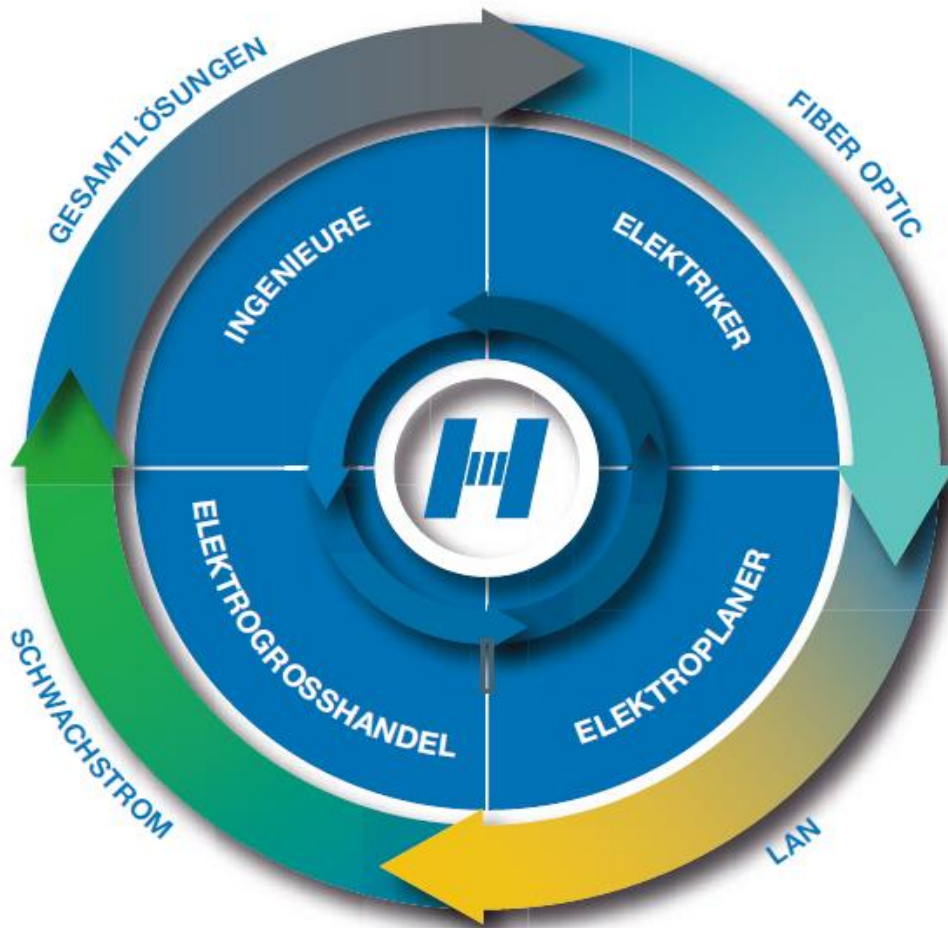 GESAMTLÖSUNGEN
FIBER OPTIC
INGENIEURE
ELEKTRIKER
H
ELEKTROGROSSHANDEL
ELEKTROPLANER
SCHWACHSTROM
LAN